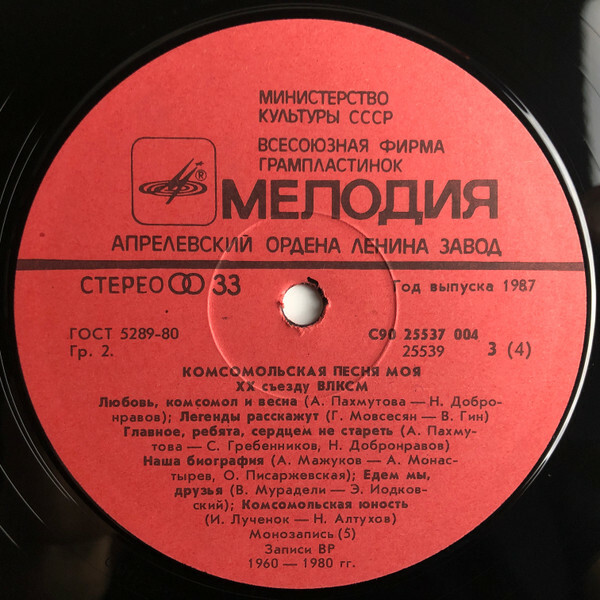 МИНИСТЕРСТВО
КУЛЬТУРЫ СССР
ВСЕСОЮЗНАЯ ФИРМА
ГРАМПЛАСТИНОК
®
МЕЛОДИЯ
АПРЕЛЕВСКИЙ ОРДЕНА ЛЕНИНА ЗАВОД
СТЕРЕО 33
Год выпуска 1987
ГОСТ 5289-80
Гр. 2.
С90 25537 004
25539 3 (4)
КОМСОМОЛЬСКАЯ ПЕСНЯ МОЯ
XX съезду ВЛКСМ
Любовь, комсомол и весна (А. Пахмутова — Н. Добро-
нравов); Легенды расскажут (Г. Мовсесян — В. Гин)
Главное, ребята, сердцем не стареть (А. Пахму-
това — С. Гребенников, Н. Добронравов)
Наша биография (А. Мажуков — А. Монас-
тырев, О. Писаржевская); Едем мы,
друзья (В. Мурадели — Э. Иодков-
ский); Комсомольская юность
(И. Лученок — Н. Алтухов)
Монозапись (5)
Записи ВР
1960 — 1980 гг.